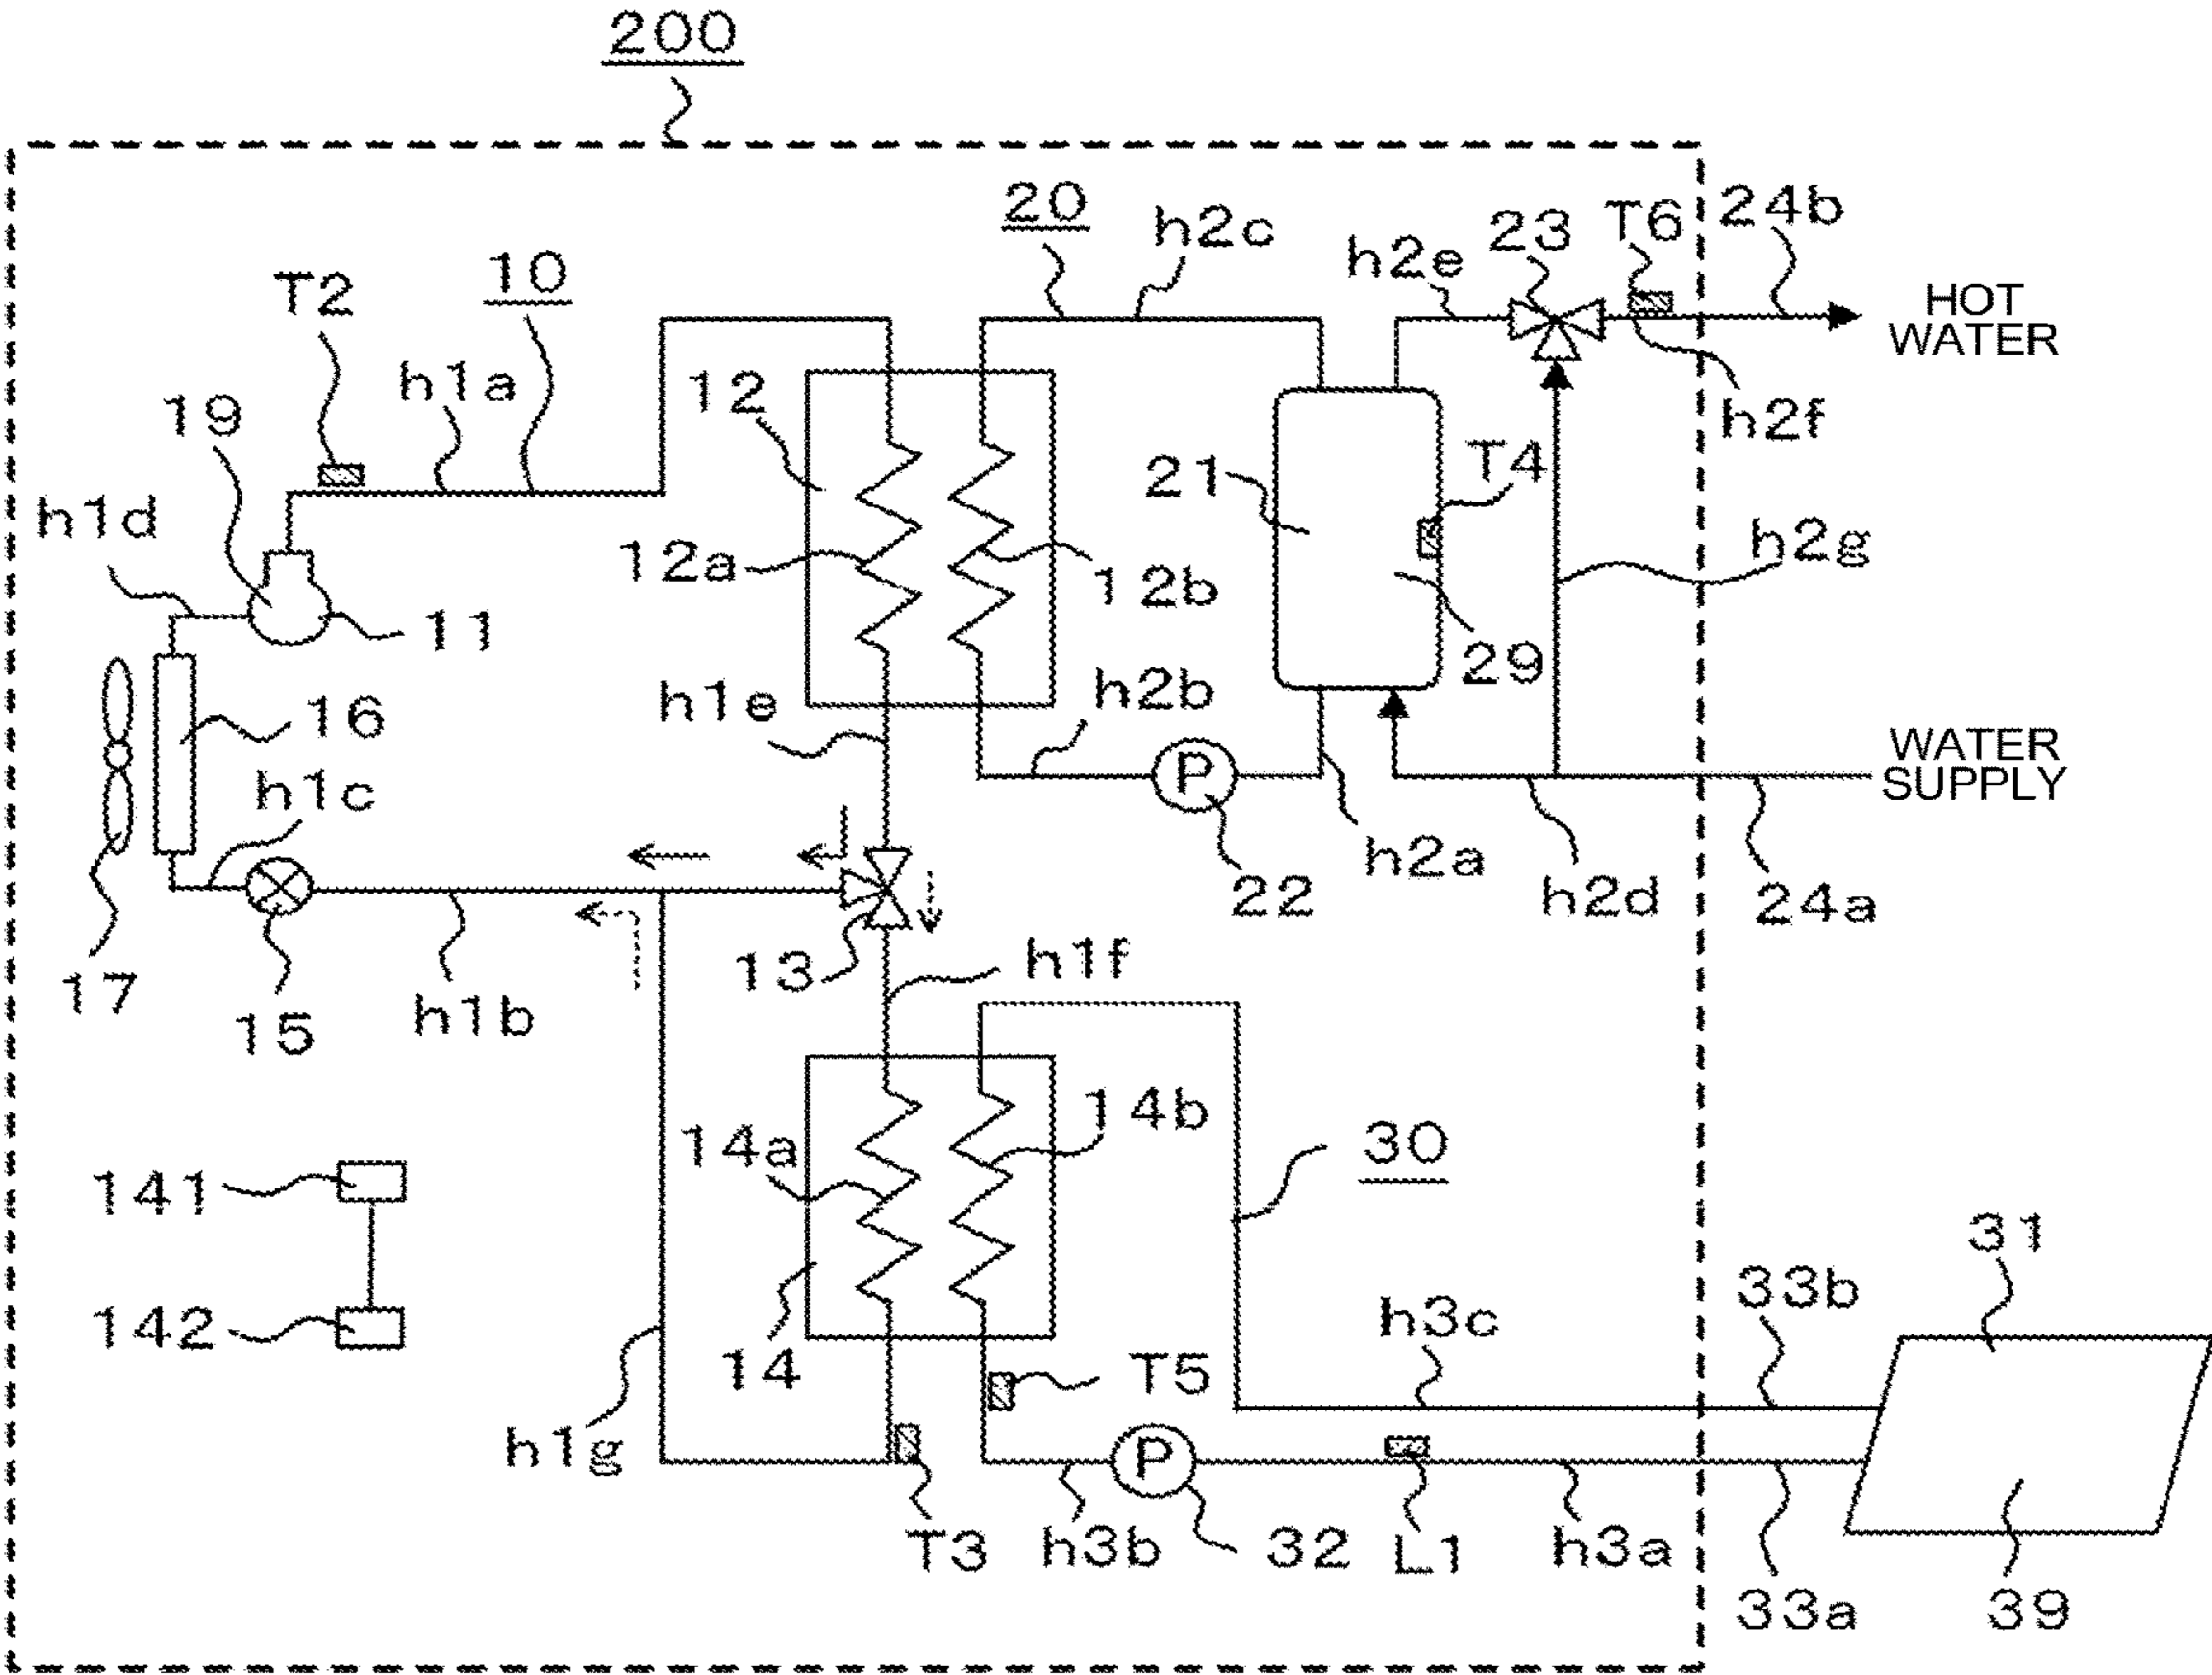 200
20
h2c
23
T6
24b
h2e
10
T2
HOT
WATER
h1a
12
19
h2f
T4
21
h1d
h2g
12a
12b
11
29
h1e
h2b
16
WATER
SUPPLY
P
h1c
h2a
22
h2d
24a
13
h1f
17
15
h1b
14b
14a
30
141
31
33b
h3c
142
14
T5
h1g
P
T3
h3b
32
L1
h3a
33a
39